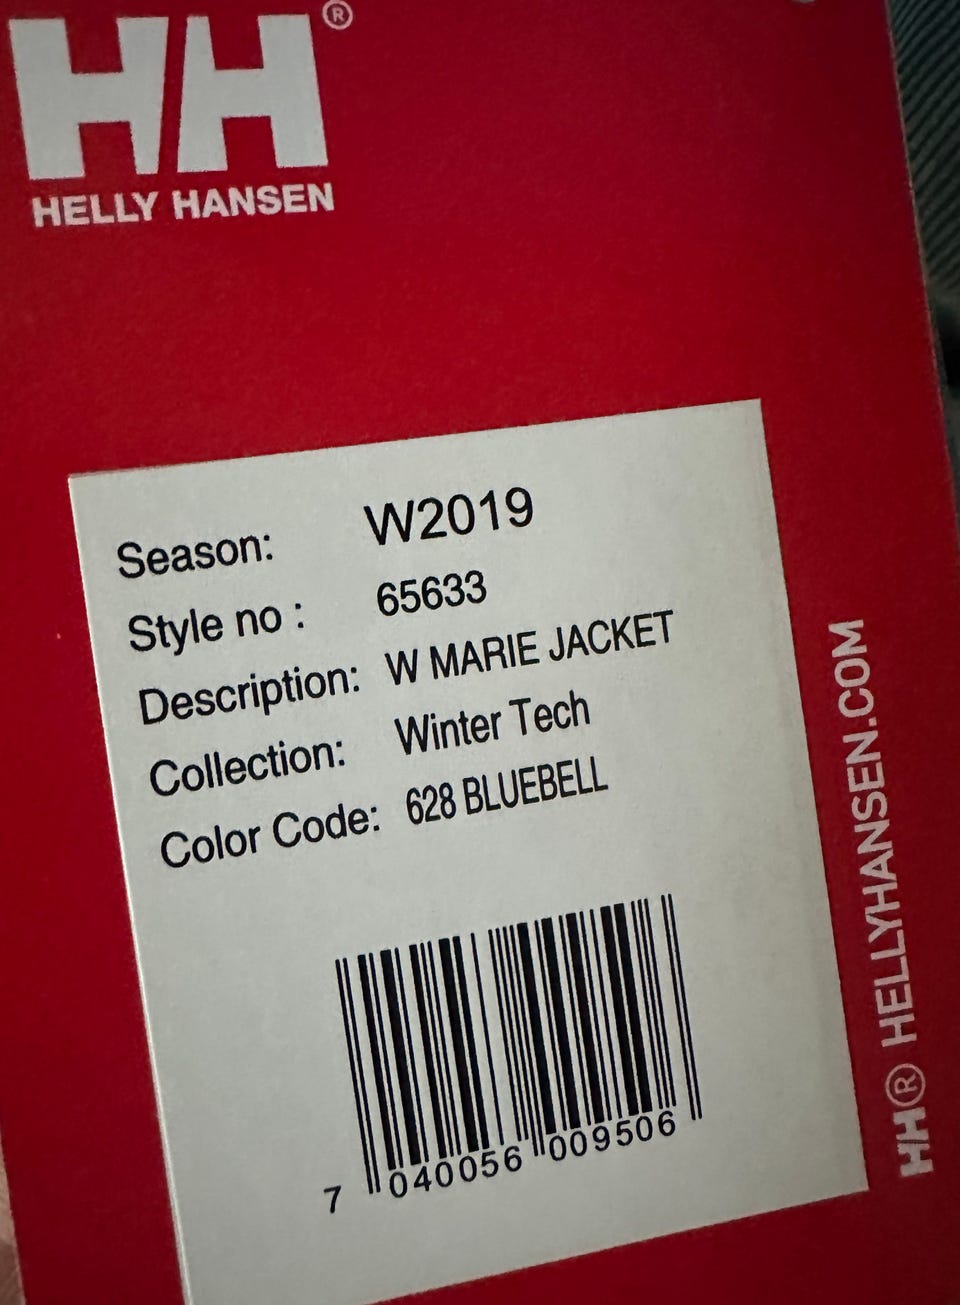 HH®
HELLY HANSEN
Season: W2019
Style no : 65633
Description: W MARIE JACKET
Collection: Winter Tech
Color Code: 628 BLUEBELL
7 040056 009506
HH® HELLYHANSEN.COM